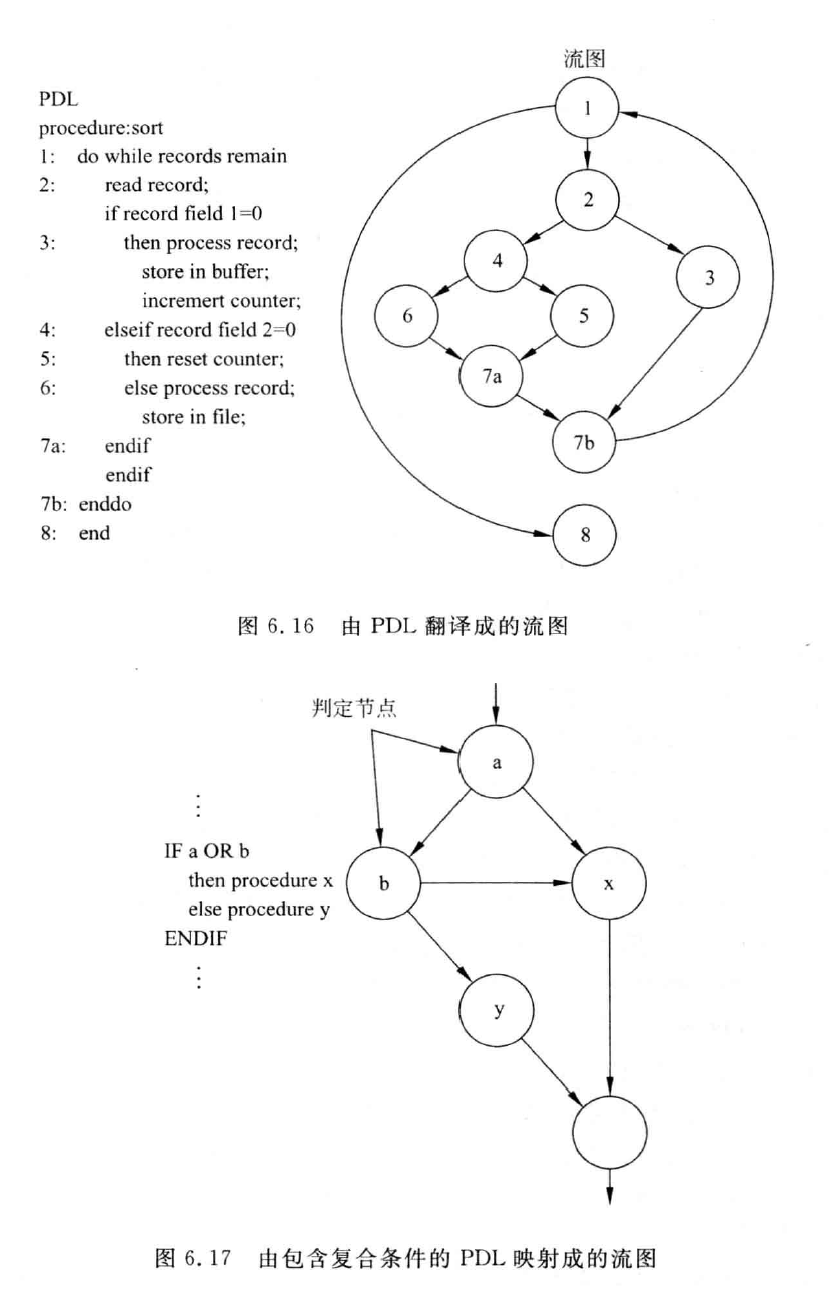 PDL
procedure:sort
1: do while records remain
2: read record;
if record field 1=0
3: then process record;
store in buffer;
incremert counter;
4: elseif record field 2=0
5: then reset counter;
6: else process record;
store in file;
7a: endif
endif
7b: enddo
8: end
流图
1
2
4
3
6
5
7a
7b
8
图 6.16 由 PDL 翻译成的流图
判定节点
⋮
IF a OR b
then procedure x
else procedure y
ENDIF
⋮
a
b
x
y
图 6.17 由包含复合条件的 PDL 映射成的流图